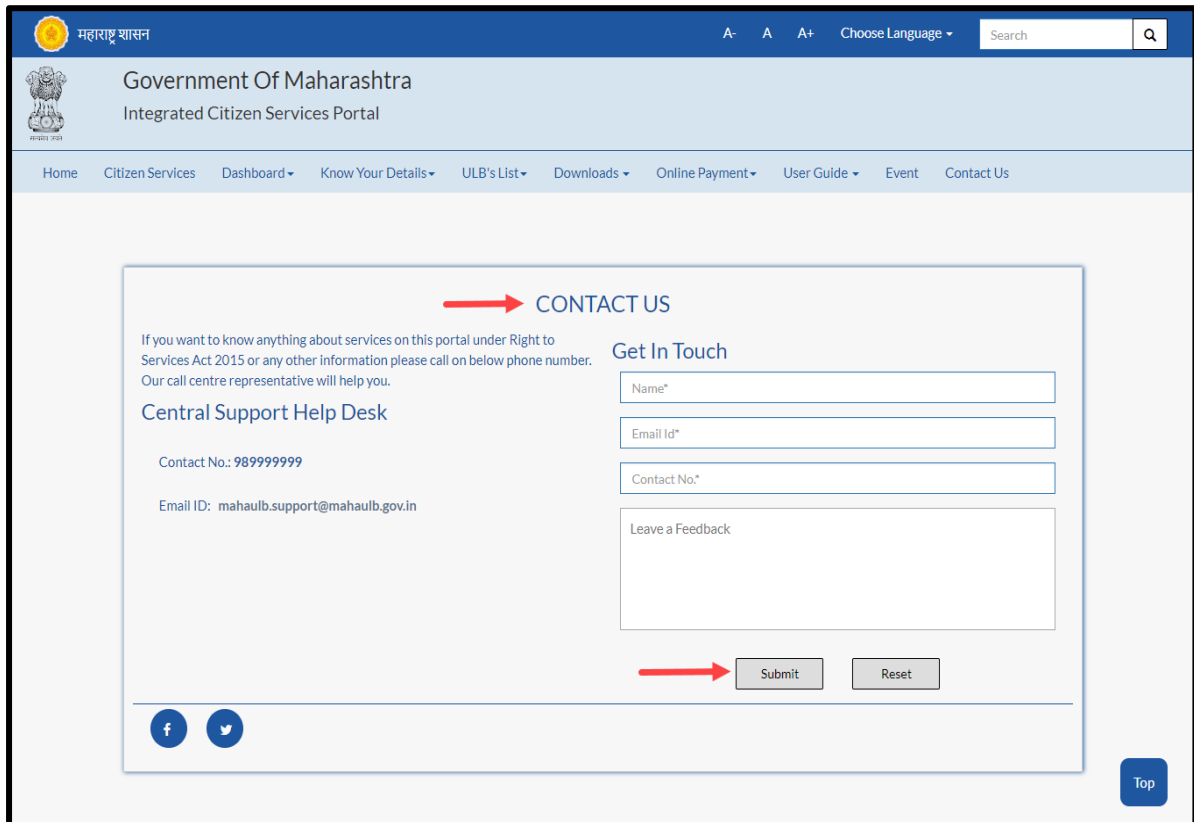 महाराष्ट्र शासन
A- A A+ Choose Language Search
Government Of Maharashtra
Integrated Citizen Services Portal
सत्यमेव जयते
Home Citizen Services Dashboard Know Your Details ULB's List Downloads Online Payment User Guide Event Contact Us
CONTACT US
If you want to know anything about services on this portal under Right to
Services Act 2015 or any other information please call on below phone number.
Our call centre representative will help you.
Central Support Help Desk
Contact No.: 989999999
Email ID: mahaulb.support@mahaulb.gov.in
Get In Touch
Name*
Email Id*
Contact No.*
Leave a Feedback
Submit Reset
Top